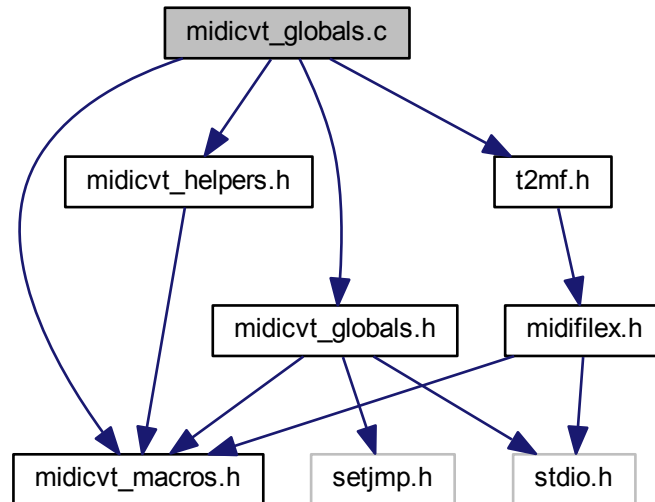 midicvt_globals.c
midicvt_helpers.h
t2mf.h
midicvt_globals.h
midifilex.h
midicvt_macros.h
setjmp.h
stdio.h